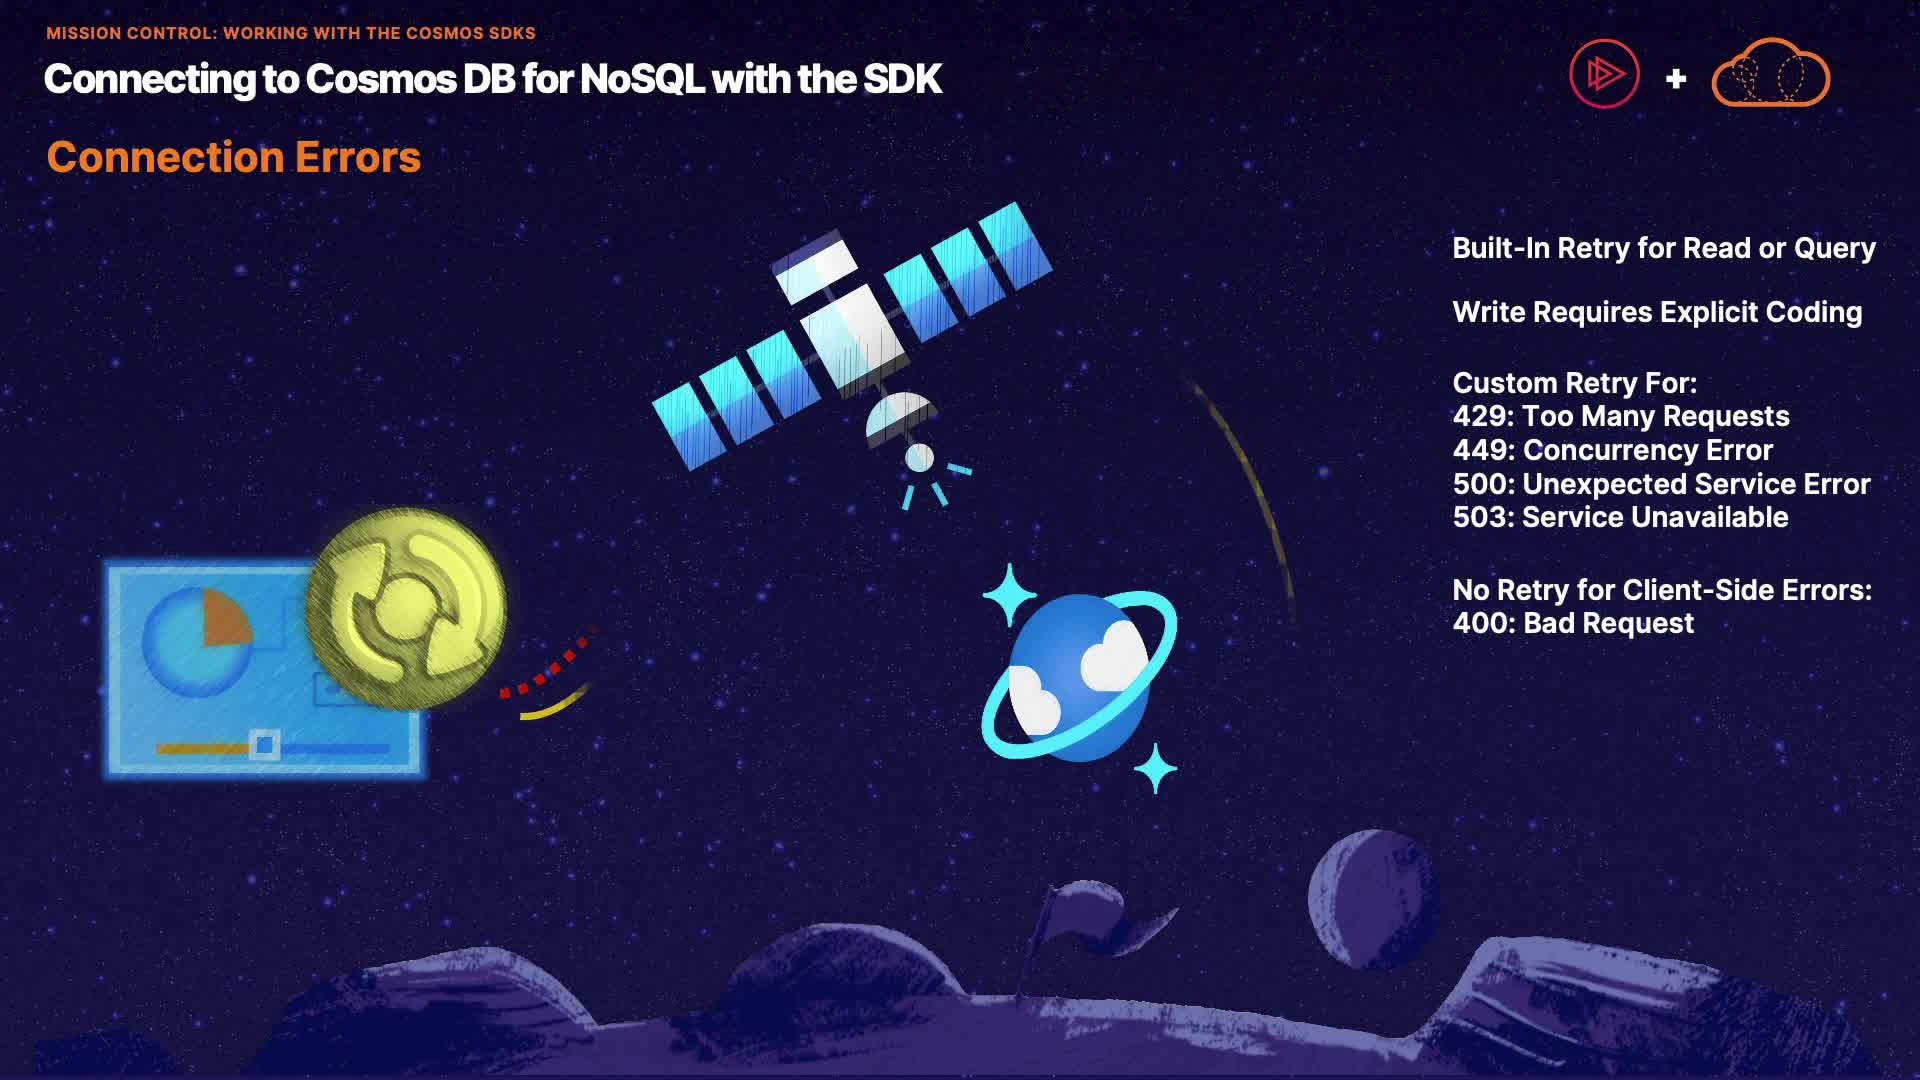 MISSION CONTROL: WORKING WITH THE COSMOS SDKS
Connecting to Cosmos DB for NoSQL with the SDK
Connection Errors
Built-In Retry for Read or Query
Write Requires Explicit Coding
Custom Retry For:
429: Too Many Requests
449: Concurrency Error
500: Unexpected Service Error
503: Service Unavailable
No Retry for Client-Side Errors:
400: Bad Request